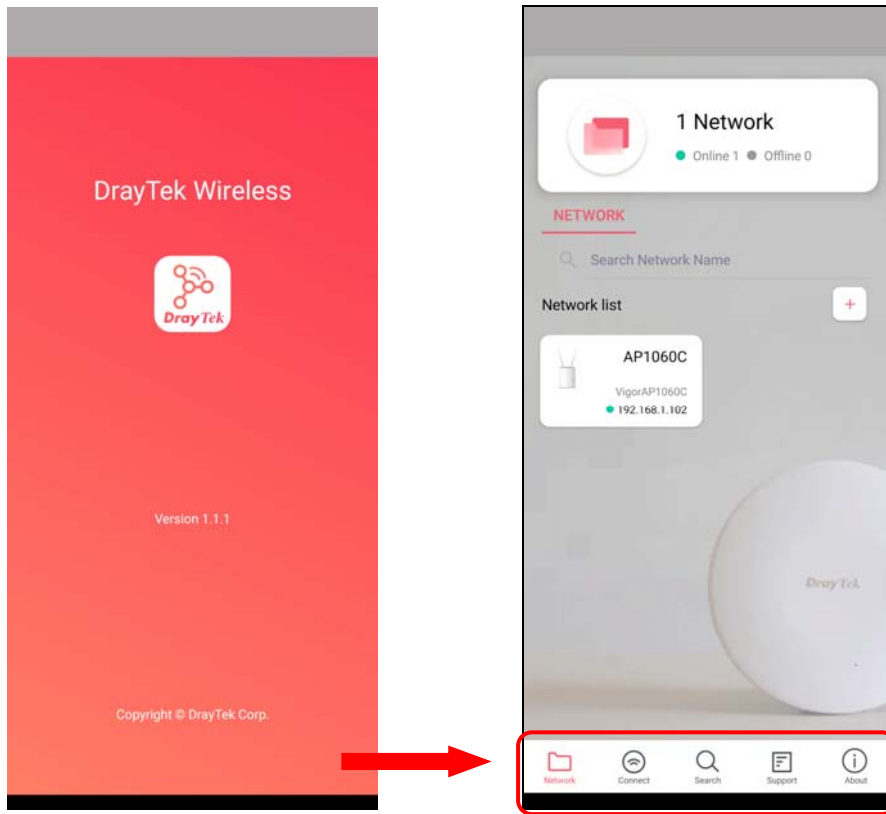 DrayTek Wireless
DrayTek
Version 1.1.1
Copyright © DrayTek Corp.
1 Network
Online 1 Offline 0
NETWORK
Search Network Name
Network list
+
AP1060C
VigorAP1060C
192.168.1.102
DrayTek
Network Connect Search Support About